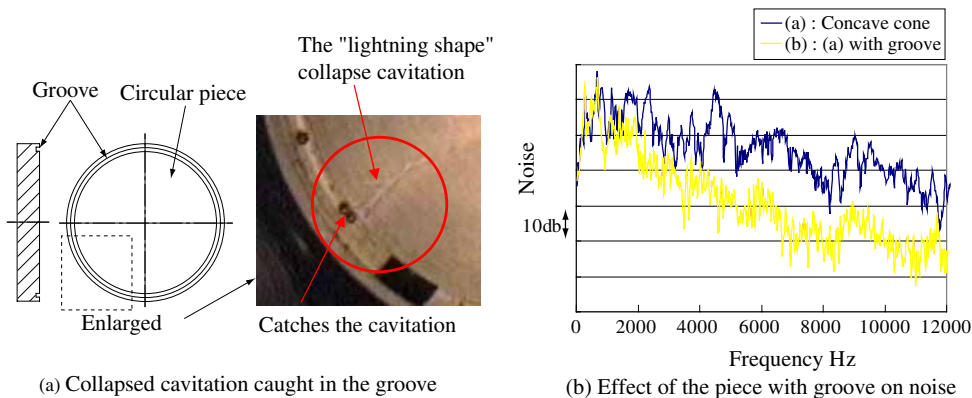 The "lightning shape"
collapse cavitation
Groove
Circular piece
Enlarged
Catches the cavitation
(a) Collapsed cavitation caught in the groove
(a) : Concave cone
(b) : (a) with groove
Noise
10db
0
2000
4000
6000
8000
10000
12000
Frequency Hz
(b) Effect of the piece with groove on noise